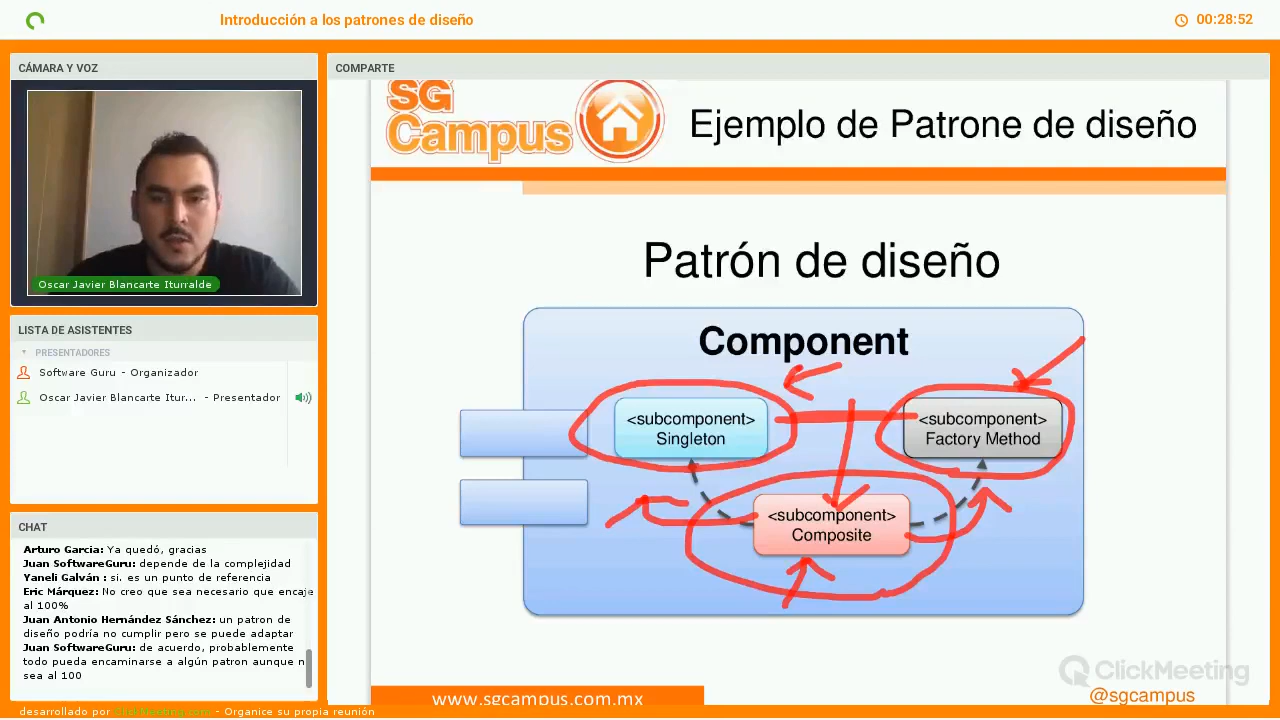 Introducción a los patrones de diseño
00:28:52
CÁMARA Y VOZ
Oscar Javier Blancarte Iturralde
LISTA DE ASISTENTES
PRESENTADORES
Software Guru - Organizador
Oscar Javier Blancarte Itur... - Presentador
CHAT
Arturo Garcia: Ya quedó, gracias
Juan SoftwareGuru: depende de la complejidad
Yaneli Galván : si. es un punto de referencia
Eric Márquez: No creo que sea necesario que encaje
al 100%
Juan Antonio Hernández Sánchez: un patron de
diseño podría no cumplir pero se puede adaptar
Juan SoftwareGuru: de acuerdo, probablemente
todo pueda encaminarse a algún patron aunque n
sea al 100
COMPARTE
SG
Campus
Ejemplo de Patrone de diseño
Patrón de diseño
Component
<subcomponent>
Singleton
<subcomponent>
Factory Method
<subcomponent>
Composite
ClickMeeting
www.sgcampus.com.mx
@sgcampus
desarrollado por ClickMeeting.com - Organice su propia reunión